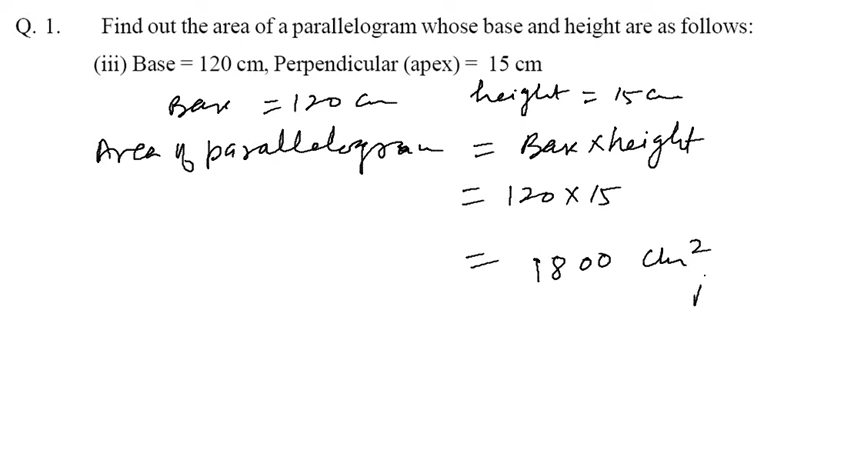 Q. 1. Find out the area of a parallelogram whose base and height are as follows:
(iii) Base = 120 cm, Perpendicular (apex) = 15 cm
Base = 120 cm height = 15 cm
Area of parallelogram = Base × height
= 120 × 15
= 1800 cm²